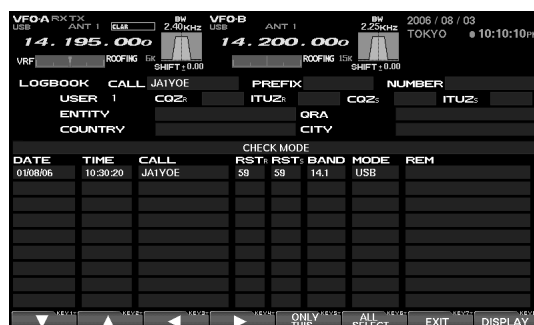 VFO-A RX TX BW VFO-B BW 2006 / 08 / 03
USB ANT 1 CLAR 2.40KHz USB ANT 1 2.25KHz TOKYO 10:10:10PM
14. 195. 00o 14. 200. 00o
VRF ROOFING 6K SHIFT±0.00 ROOFING 15K SHIFT±0.00
LOGBOOK CALL JA1YOE PREFIX NUMBER
USER 1 CQZR ITUZR CQZS ITUZS
ENTITY QRA
COUNTRY CITY
CHECK MODE
DATE TIME CALL RSTR RSTS BAND MODE REM
01/08/06 10:30:20 JA1YOE 59 59 14.1 USB
KEY1 KEY2 KEY3 KEY4 KEY5 KEY6 KEY7
▼ ▲ ◀ ▶ ONLY THIS ALL SELECT EXIT DISPLAY